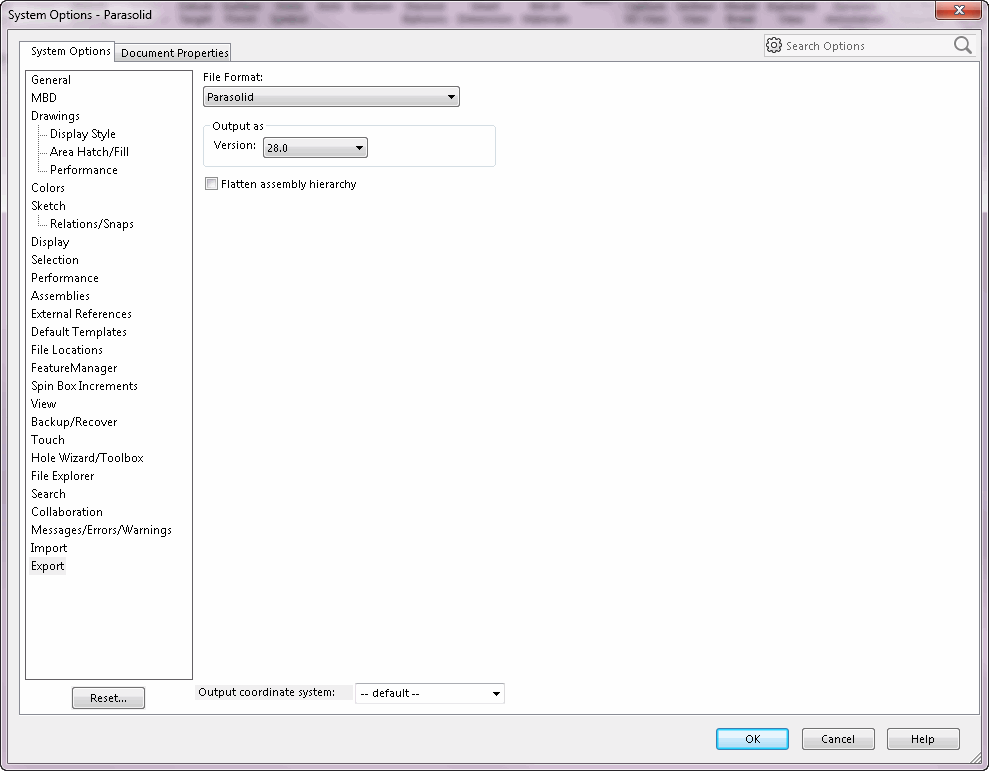 System Options - Parasolid
System Options
Document Properties
Search Options
General
MBD
Drawings
Display Style
Area Hatch/Fill
Performance
Colors
Sketch
Relations/Snaps
Display
Selection
Performance
Assemblies
External References
Default Templates
File Locations
FeatureManager
Spin Box Increments
View
Backup/Recover
Touch
Hole Wizard/Toolbox
File Explorer
Search
Collaboration
Messages/Errors/Warnings
Import
Export
Reset...
File Format:
Parasolid
Output as
Version:
28.0
Flatten assembly hierarchy
Output coordinate system:
-- default --
OK
Cancel
Help